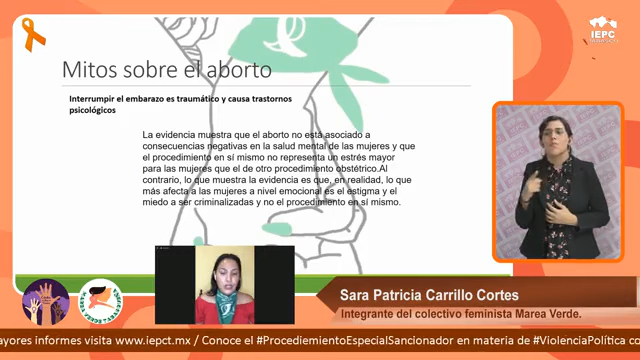 IEPC
Mitos sobre el aborto
Interrumpir el embarazo es traumático y causa trastornos
psicológicos
La evidencia muestra que el aborto no está asociado a
consecuencias negativas en la salud mental de las mujeres y que
el procedimiento en sí mismo no representa un estrés mayor
para las mujeres que el de otro procedimiento obstétrico.Al
contrario, lo que muestra la evidencia es que, en realidad, lo que
más afecta a las mujeres a nivel emocional es el estigma y el
miedo a ser criminalizadas y no el procedimiento en sí mismo.
Sara Patricia Carrillo Cortes
Integrante del colectivo feminista Marea Verde.
ayores informes visita www.iepct.mx / Conoce el #ProcedimientoEspecialSancionador en materia de #ViolenciaPolítica co